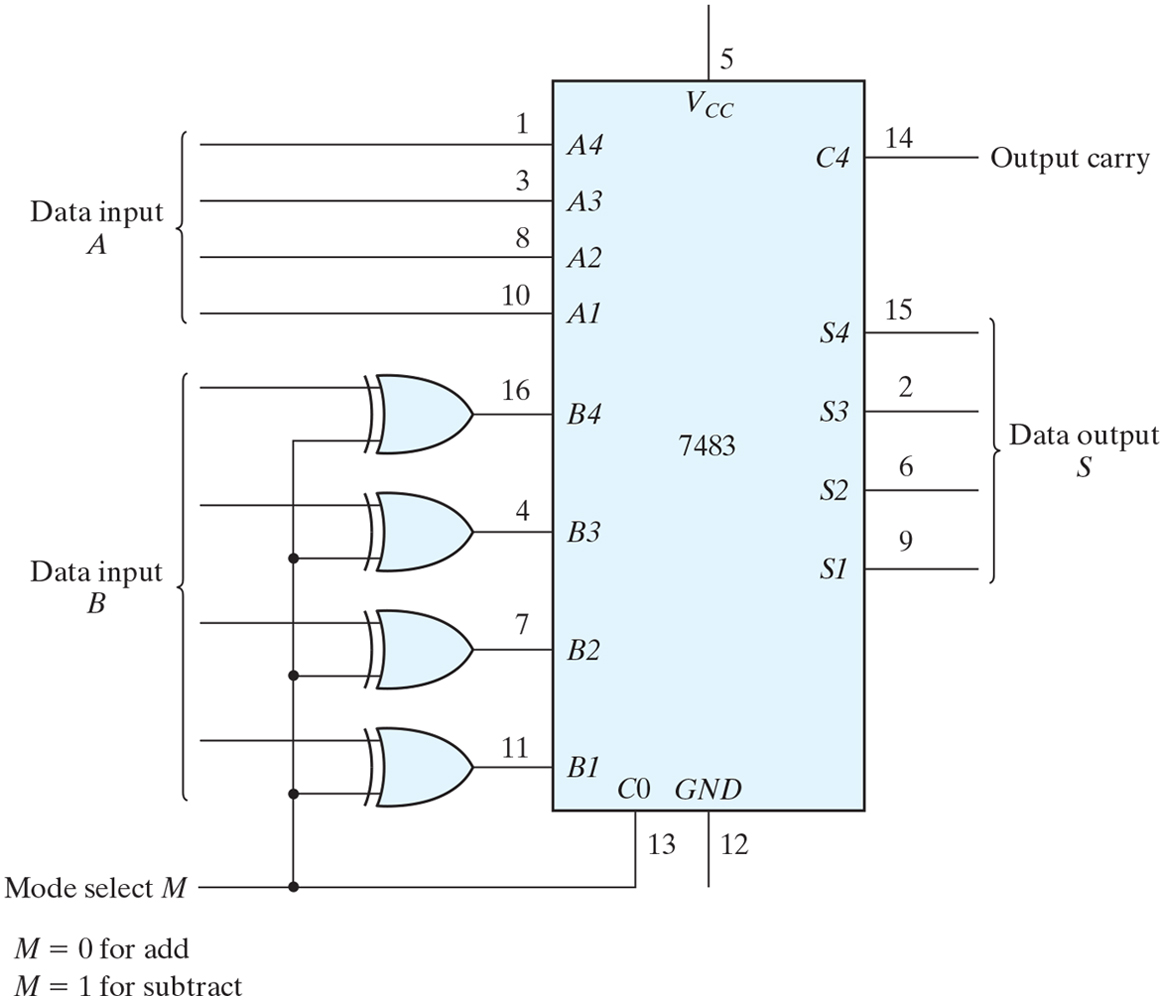 5
V_CC
1
A4
C4
14
Output carry
3
A3
Data input
A
8
A2
10
A1
15
S4
16
B4
2
S3
7483
Data output
S
6
S2
4
B3
9
S1
Data input
B
7
B2
11
B1
C0
GND
13
12
Mode select M
M = 0 for add
M = 1 for subtract